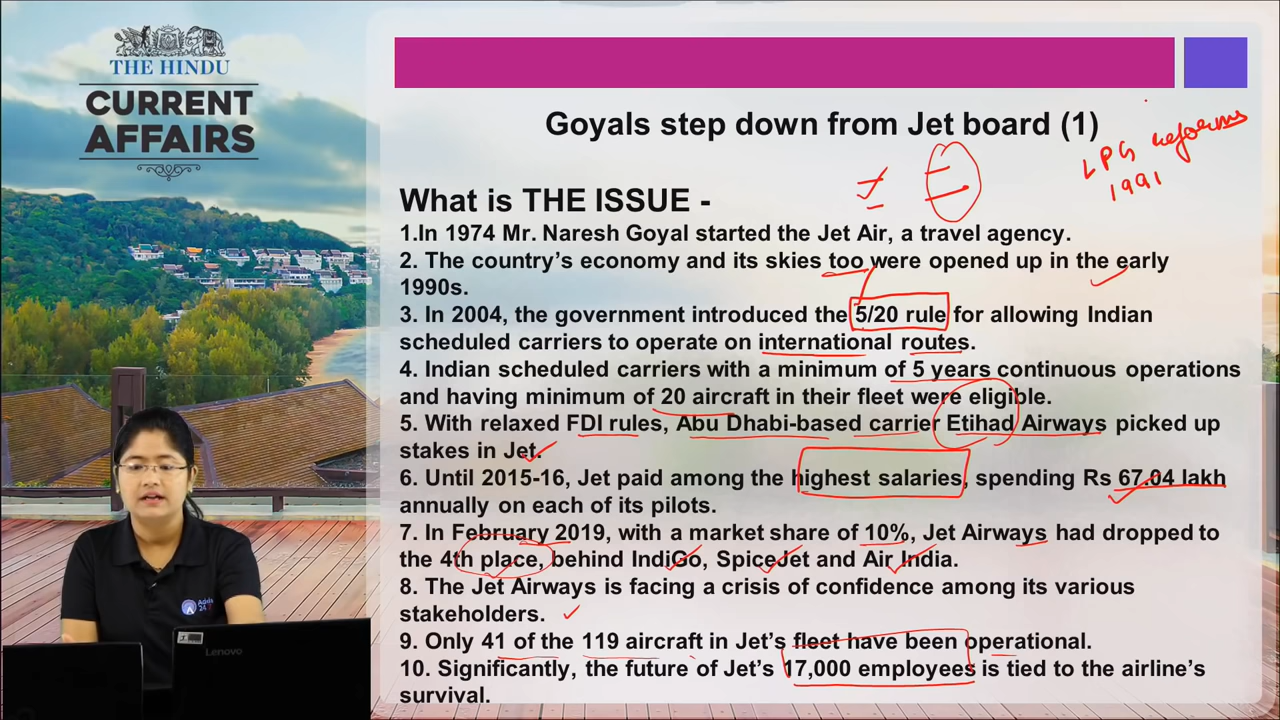 THE HINDU
CURRENT
AFFAIRS
Goyals step down from Jet board (1)
LPG reforms
1991
What is THE ISSUE -
1.In 1974 Mr. Naresh Goyal started the Jet Air, a travel agency.
2. The country's economy and its skies too were opened up in the early
1990s.
3. In 2004, the government introduced the 5/20 rule for allowing Indian
scheduled carriers to operate on international routes.
4. Indian scheduled carriers with a minimum of 5 years continuous operations
and having minimum of 20 aircraft in their fleet were eligible.
5. With relaxed FDI rules, Abu Dhabi-based carrier Etihad Airways picked up
stakes in Jet.
6. Until 2015-16, Jet paid among the highest salaries, spending Rs 67.04 lakh
annually on each of its pilots.
7. In February 2019, with a market share of 10%, Jet Airways had dropped to
the 4th place, behind IndiGo, SpiceJet and Air India.
8. The Jet Airways is facing a crisis of confidence among its various
stakeholders.
9. Only 41 of the 119 aircraft in Jet's fleet have been operational.
10. Significantly, the future of Jet's 17,000 employees is tied to the airline's
survival.
Lenovo